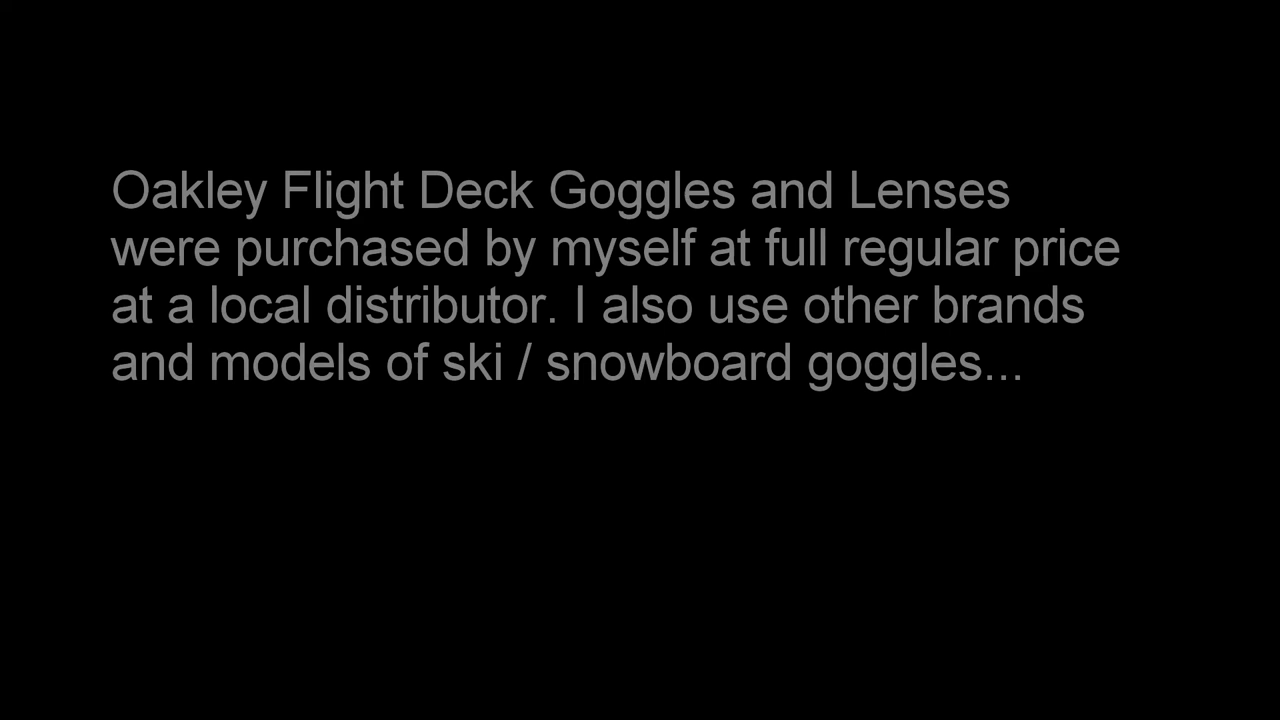 Oakley Flight Deck Goggles and Lenses
were purchased by myself at full regular price
at a local distributor. I also use other brands
and models of ski / snowboard goggles...